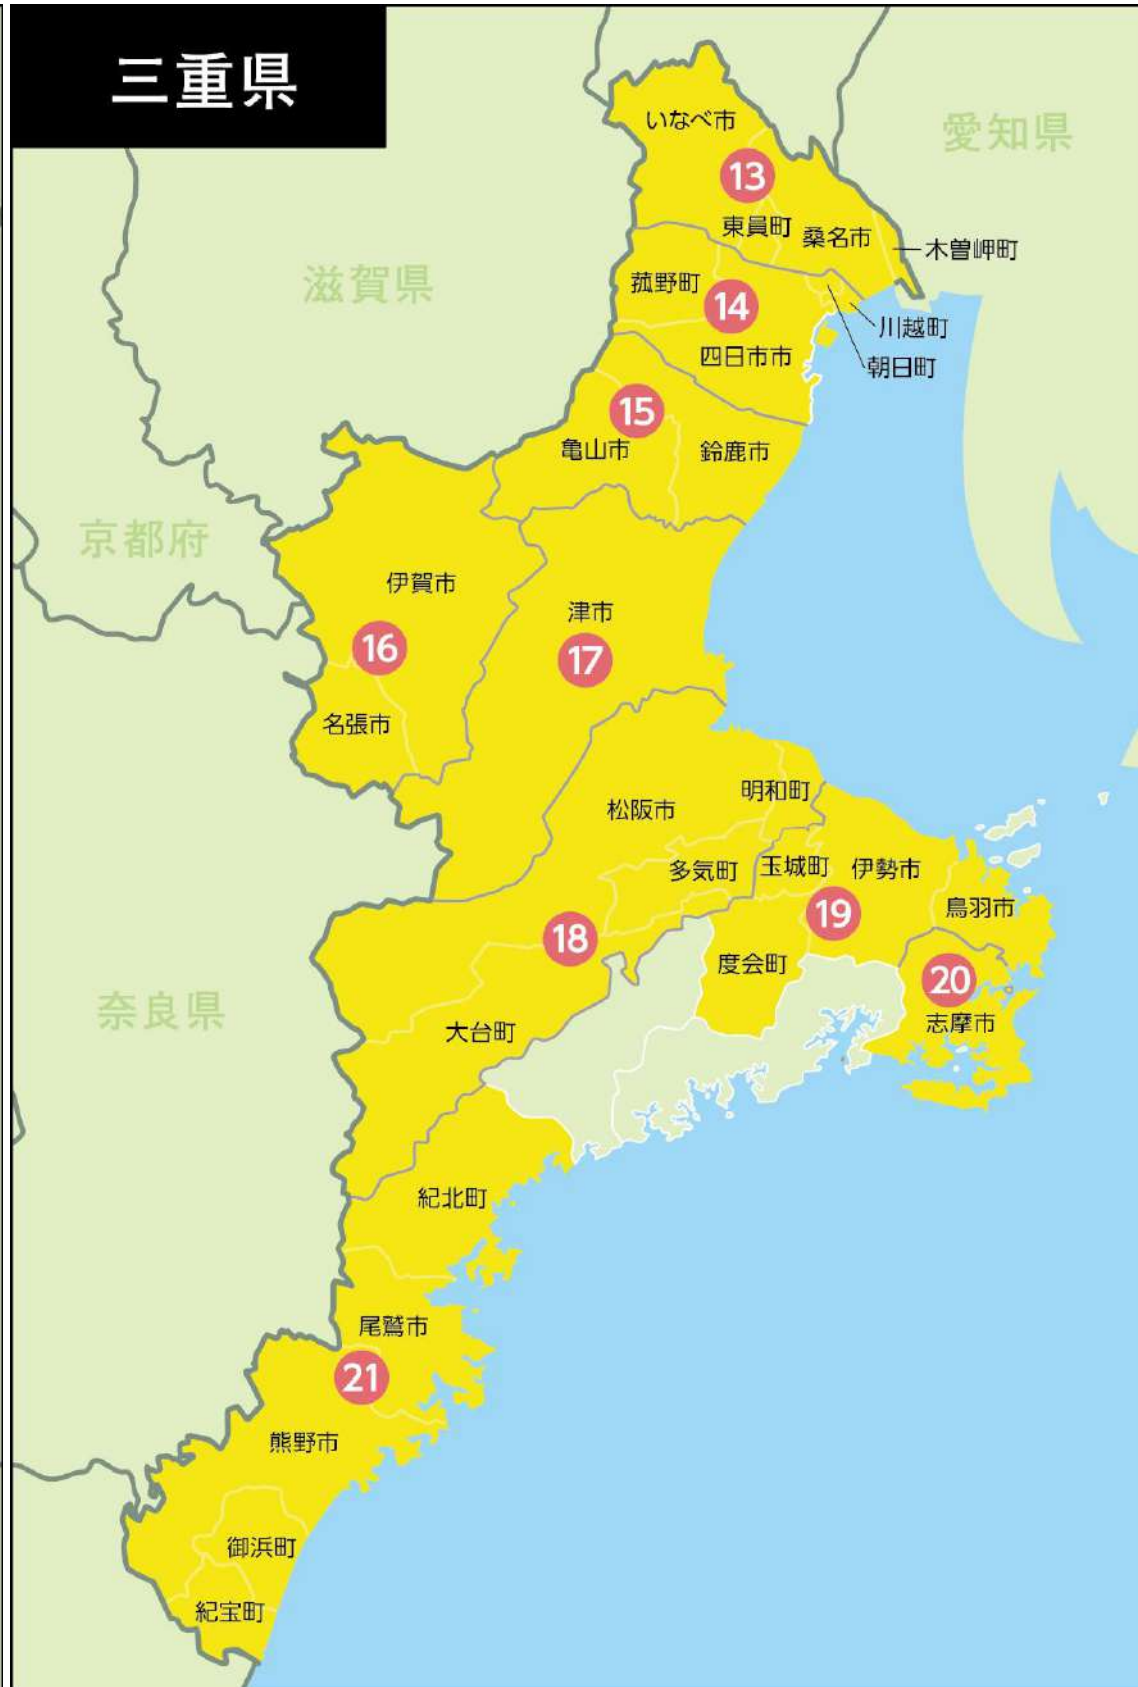 三重県
愛知県
いなべ市
13
東員町
桑名市
木曽岬町
滋賀県
菰野町
14
川越町
四日市市
朝日町
15
亀山市
鈴鹿市
京都府
伊賀市
津市
16
17
名張市
松阪市
明和町
多気町
玉城町
伊勢市
鳥羽市
19
18
度会町
20
奈良県
志摩市
大台町
紀北町
尾鷲市
21
熊野市
御浜町
紀宝町